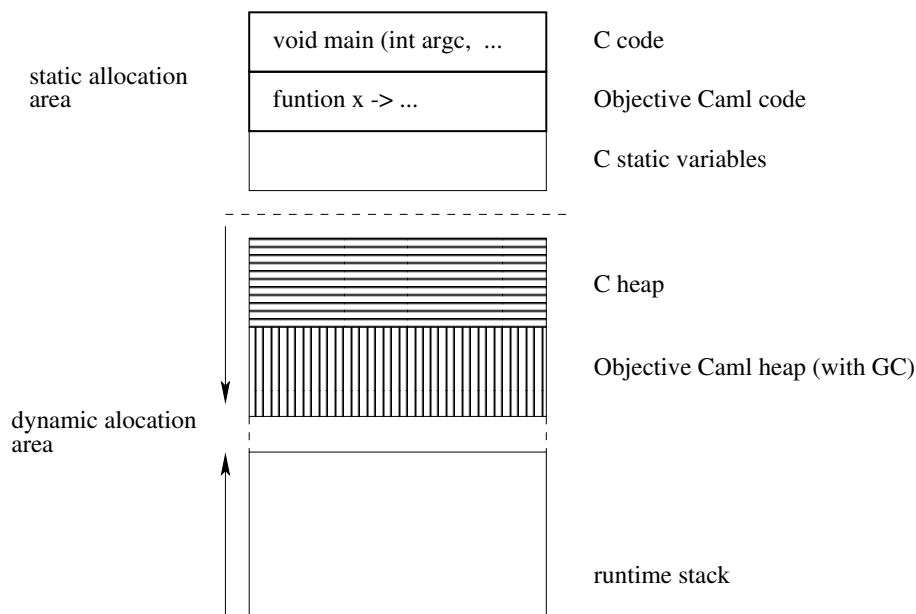 void main (int argc, ...
C code
static allocation
area
funtion x -> ...
Objective Caml code
C static variables
C heap
Objective Caml heap (with GC)
dynamic alocation
area
runtime stack